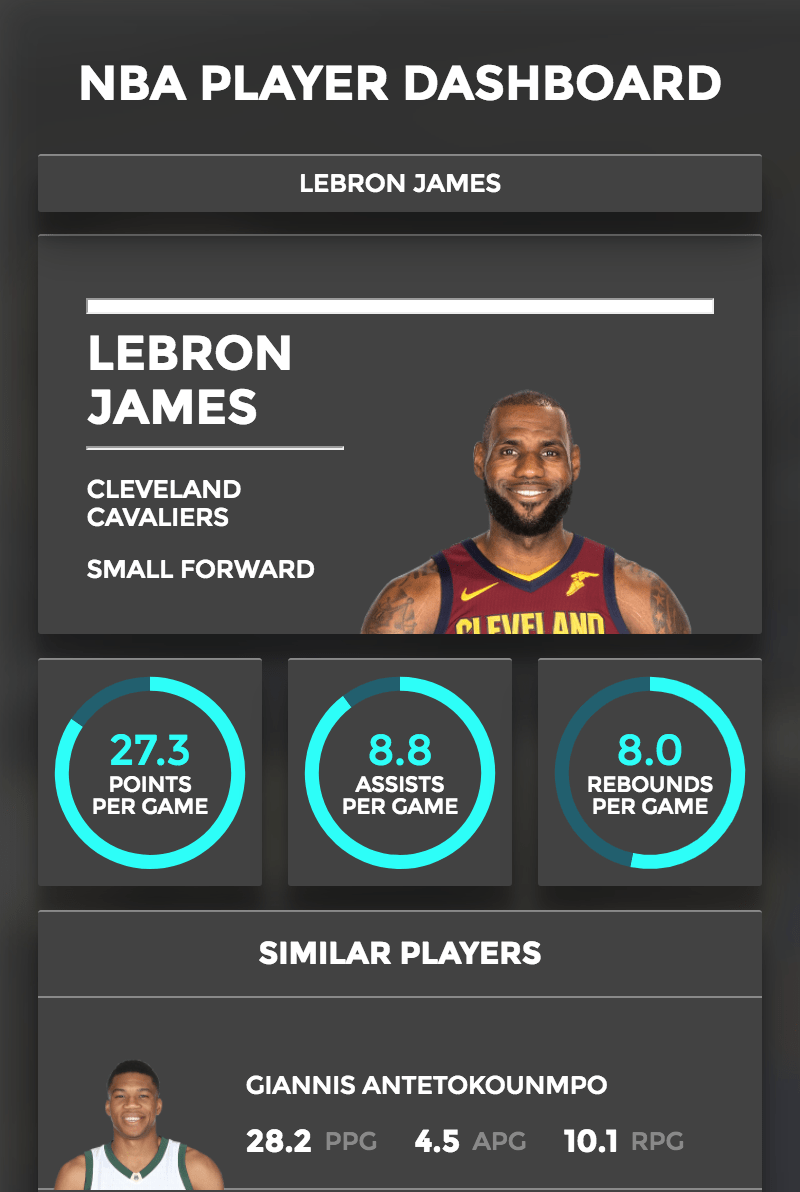 NBA PLAYER DASHBOARD
LEBRON JAMES
LEBRON
JAMES
CLEVELAND
CAVALIERS
SMALL FORWARD
CLEVELAND
27.3
POINTS
PER GAME
8.8
ASSISTS
PER GAME
8.0
REBOUNDS
PER GAME
SIMILAR PLAYERS
GIANNIS ANTETOKOUNMPO
28.2 PPG 4.5 APG 10.1 RPG